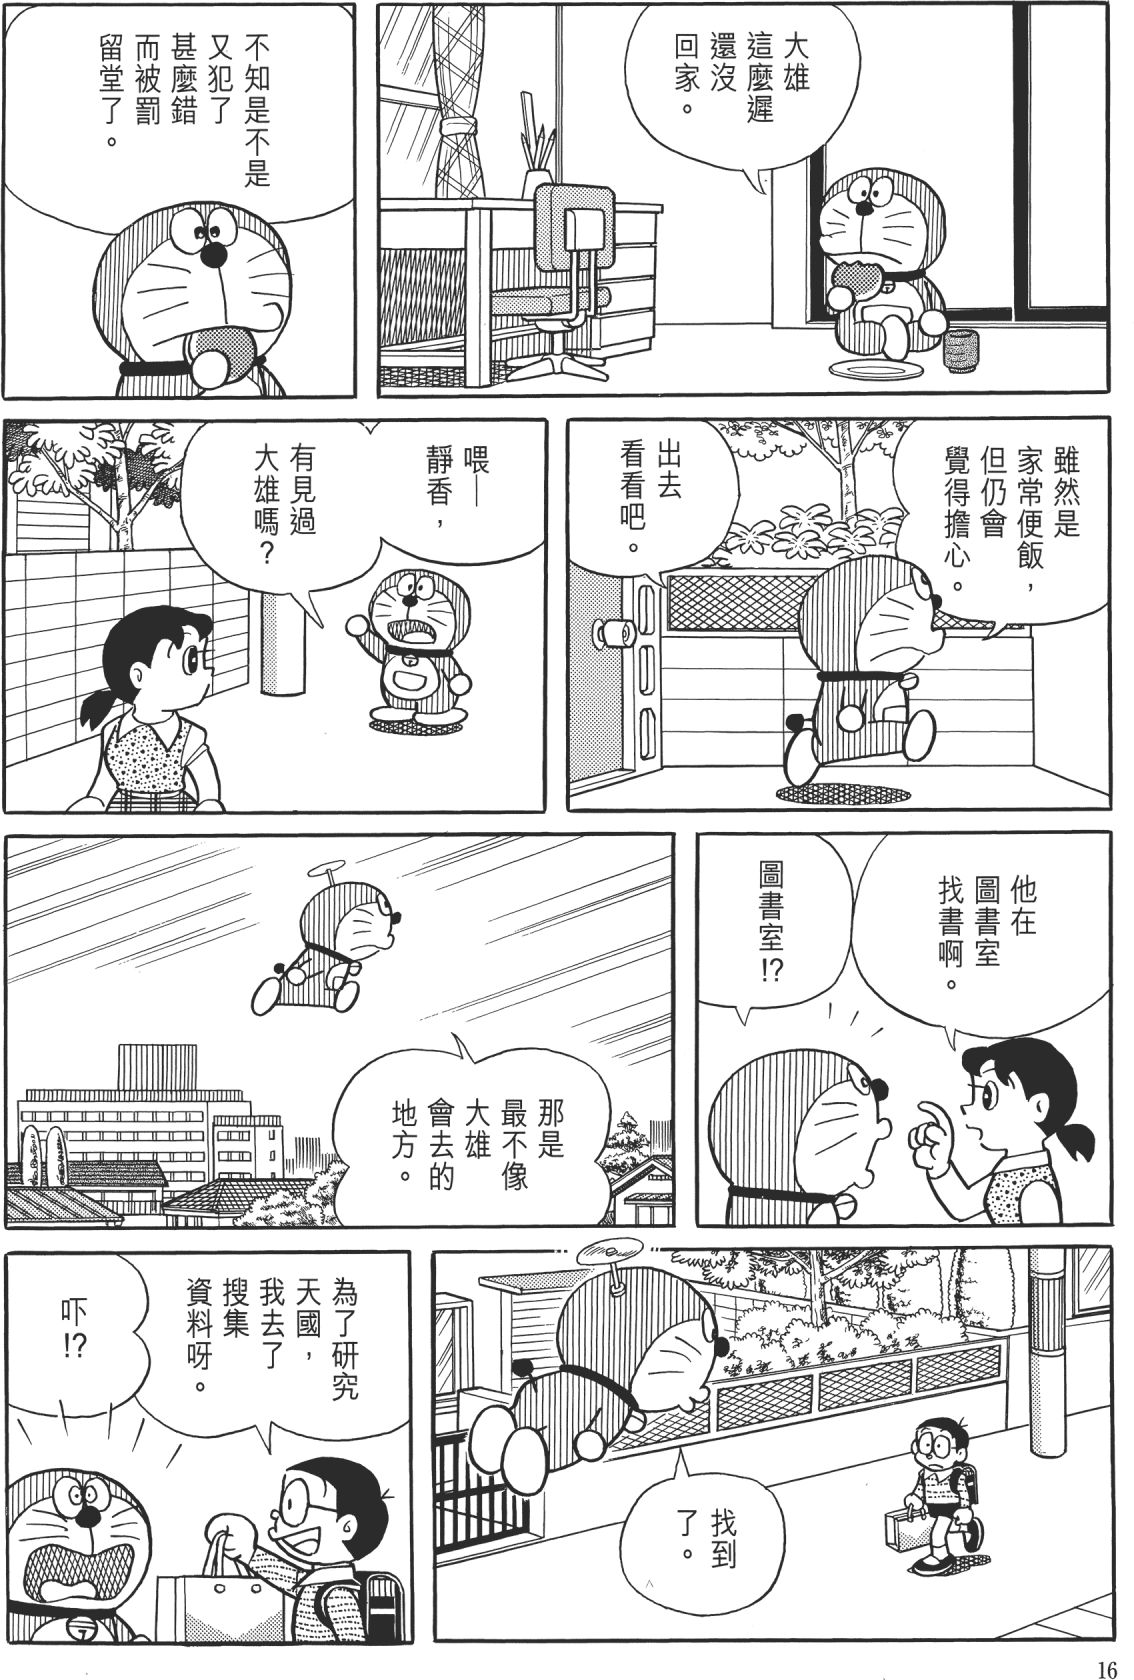 大雄
這麼遲
還沒
回家。
不知是不是
又犯了
甚麼錯
而被罰
留堂了。
雖然是
家常便飯，
但仍會
覺得擔心。
出去
看看吧。
喂—
靜香，
有見過
大雄嗎？
他在
圖書室
找書啊。
圖書室!?
那是
最不像
大雄
會去的
地方。
找到
了。
為了研究
天國，
我去了
搜集
資料呀。
吓!?
16